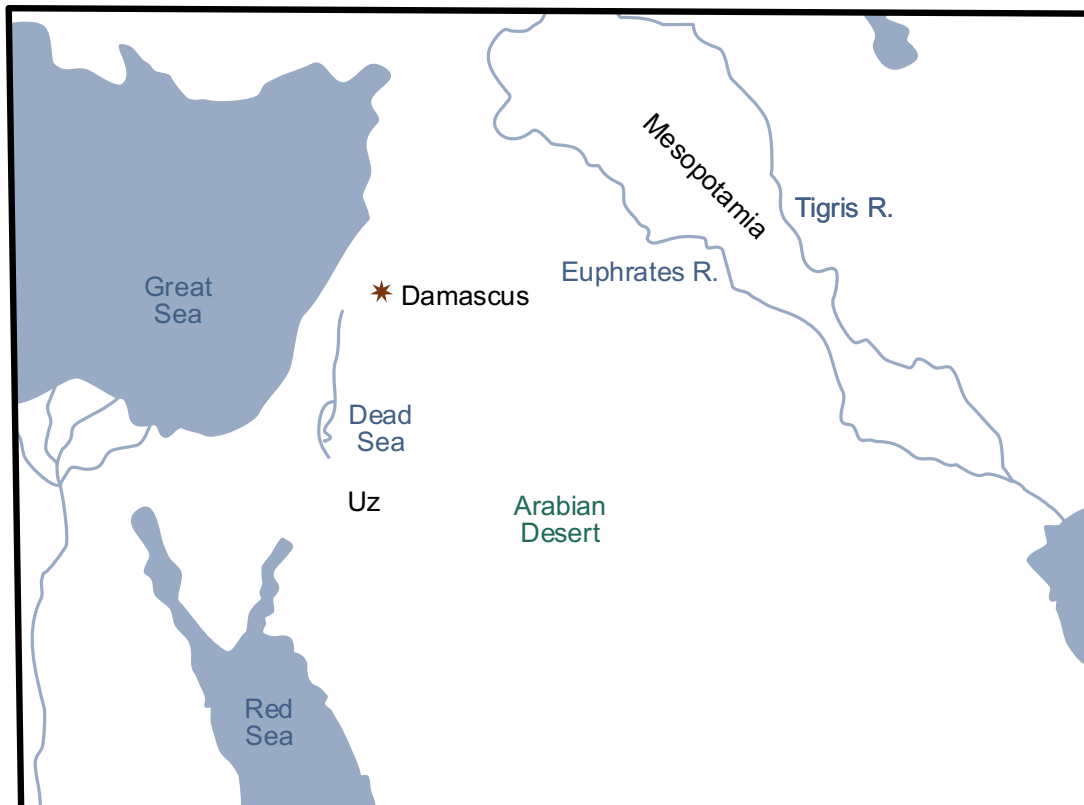 Mesopotamia
Tigris R.
Euphrates R.
Great
Sea
Damascus
Dead
Sea
Uz
Arabian
Desert
Red
Sea